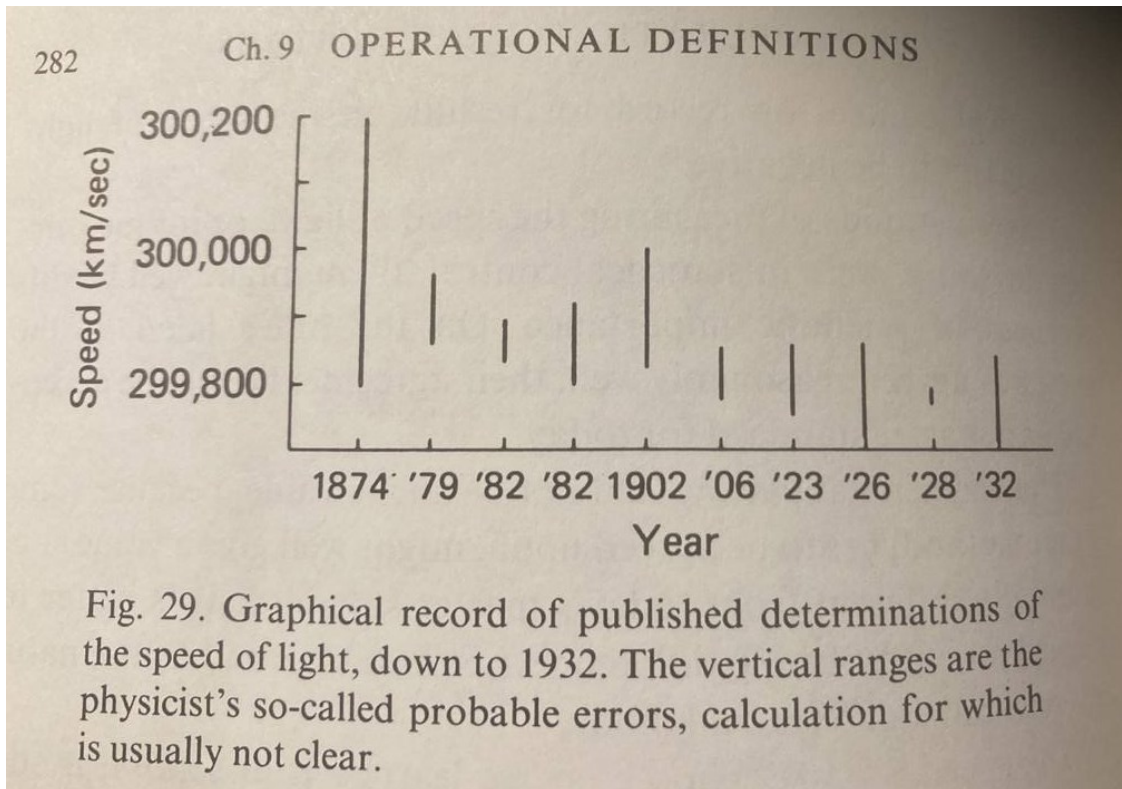 282
Ch. 9 OPERATIONAL DEFINITIONS
300,200
300,000
299,800
Speed (km/sec)
1874 '79 '82 '82 1902 '06 '23 '26 '28 '32
Year
Fig. 29. Graphical record of published determinations of
the speed of light, down to 1932. The vertical ranges are the
physicist's so-called probable errors, calculation for which
is usually not clear.